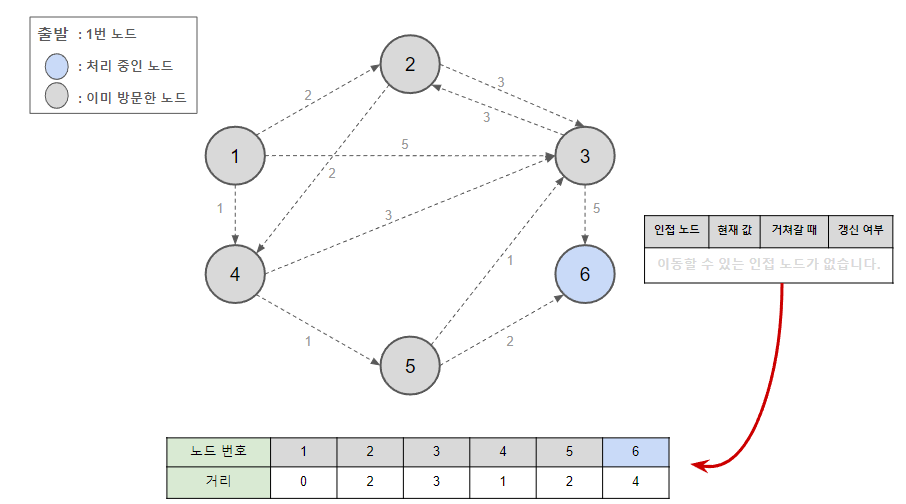 출발 : 1번 노드
: 처리 중인 노드
: 이미 방문한 노드
2
3
2
3
1
5
3
2
1
3
5
4
6
1
1
2
5
인접 노드 현재 값 거쳐갈 때 갱신 여부
이동할 수 있는 인접 노드가 없습니다.
노드 번호 1 2 3 4 5 6
거리 0 2 3 1 2 4